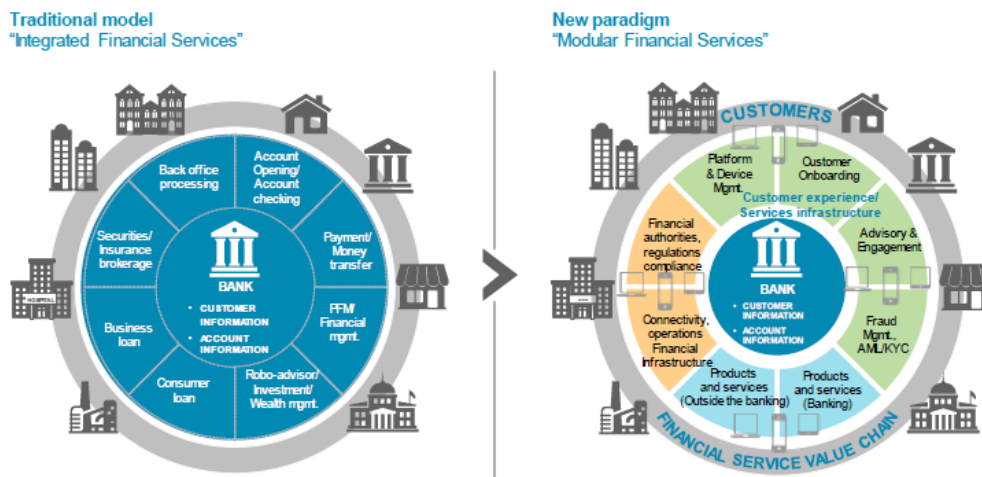 Traditional model
“Integrated Financial Services”
Back office
processing
Account
Opening/
Account
checking
Securities/
Insurance
brokerage
Payment/
Money
transfer
BANK
• CUSTOMER
INFORMATION
• ACCOUNT
INFORMATION
HOSPITAL
Business
loan
PFM/
Financial
mgmt.
Consumer
loan
Robo-advisor/
Investment/
Wealth mgmt.
New paradigm
“Modular Financial Services”
CUSTOMERS
Platform
& Device
Mgmt.
Customer
Onboarding
Customer experience/
Services infrastructure
Financial
authorities,
regulations
compliance
Advisory &
Engagement
BANK
• CUSTOMER
INFORMATION
• ACCOUNT
INFORMATION
Connectivity,
operations
Financial
Infrastructure
Fraud
Mgmt.,
AML/KYC
Products
and services
(Outside the banking)
Products
and services
(Banking)
FINANCIAL SERVICE VALUE CHAIN